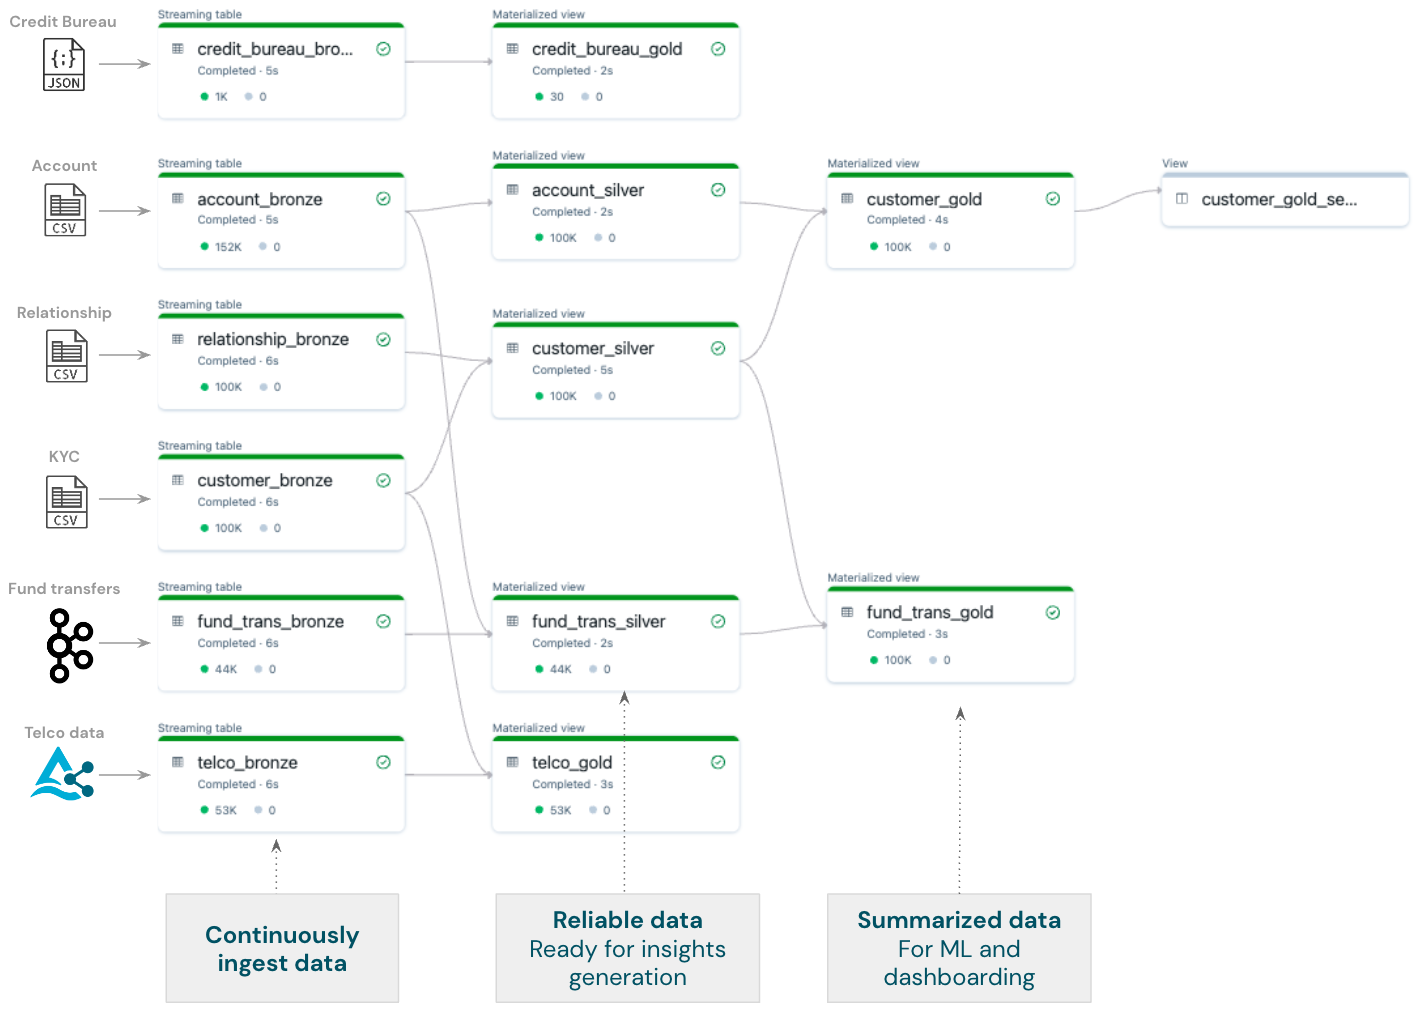 Credit Bureau
JSON
Streaming table
credit_bureau_bro...
Completed · 5s
1K 0
Materialized view
credit_bureau_gold
Completed · 2s
30 0
Account
CSV
Streaming table
account_bronze
Completed · 5s
152K 0
Materialized view
account_silver
Completed · 2s
100K 0
Materialized view
customer_gold
Completed · 4s
100K 0
View
customer_gold_se...
Relationship
CSV
Streaming table
relationship_bronze
Completed · 6s
100K 0
Materialized view
customer_silver
Completed · 5s
100K 0
KYC
CSV
Streaming table
customer_bronze
Completed · 6s
100K 0
Fund transfers
Streaming table
fund_trans_bronze
Completed · 6s
44K 0
Materialized view
fund_trans_silver
Completed · 2s
44K 0
Materialized view
fund_trans_gold
Completed · 3s
100K 0
Telco data
Streaming table
telco_bronze
Completed · 6s
53K 0
Materialized view
telco_gold
Completed · 3s
53K 0
Continuously
ingest data
Reliable data
Ready for insights
generation
Summarized data
For ML and
dashboarding